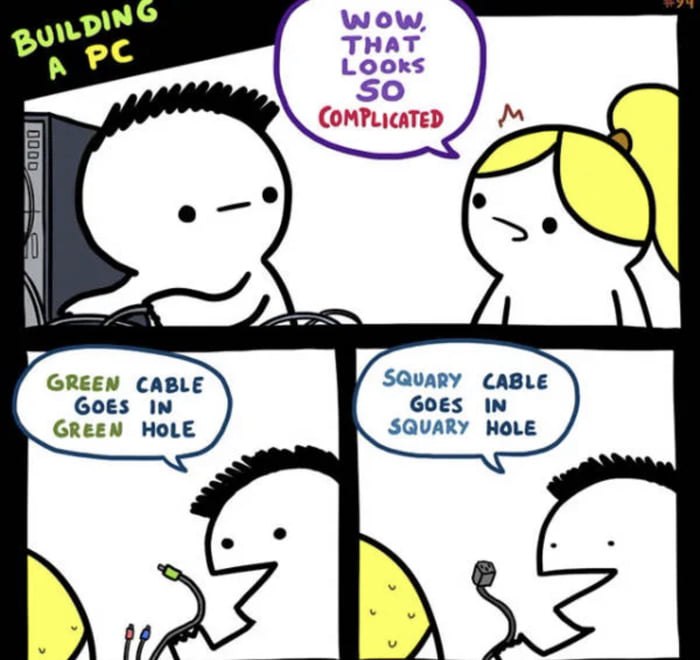 BUILDING
A PC
#94
WOW,
THAT
LOOKS
SO
COMPLICATED
GREEN CABLE
GOES IN
GREEN HOLE
SQUARY CABLE
GOES IN
SQUARY HOLE